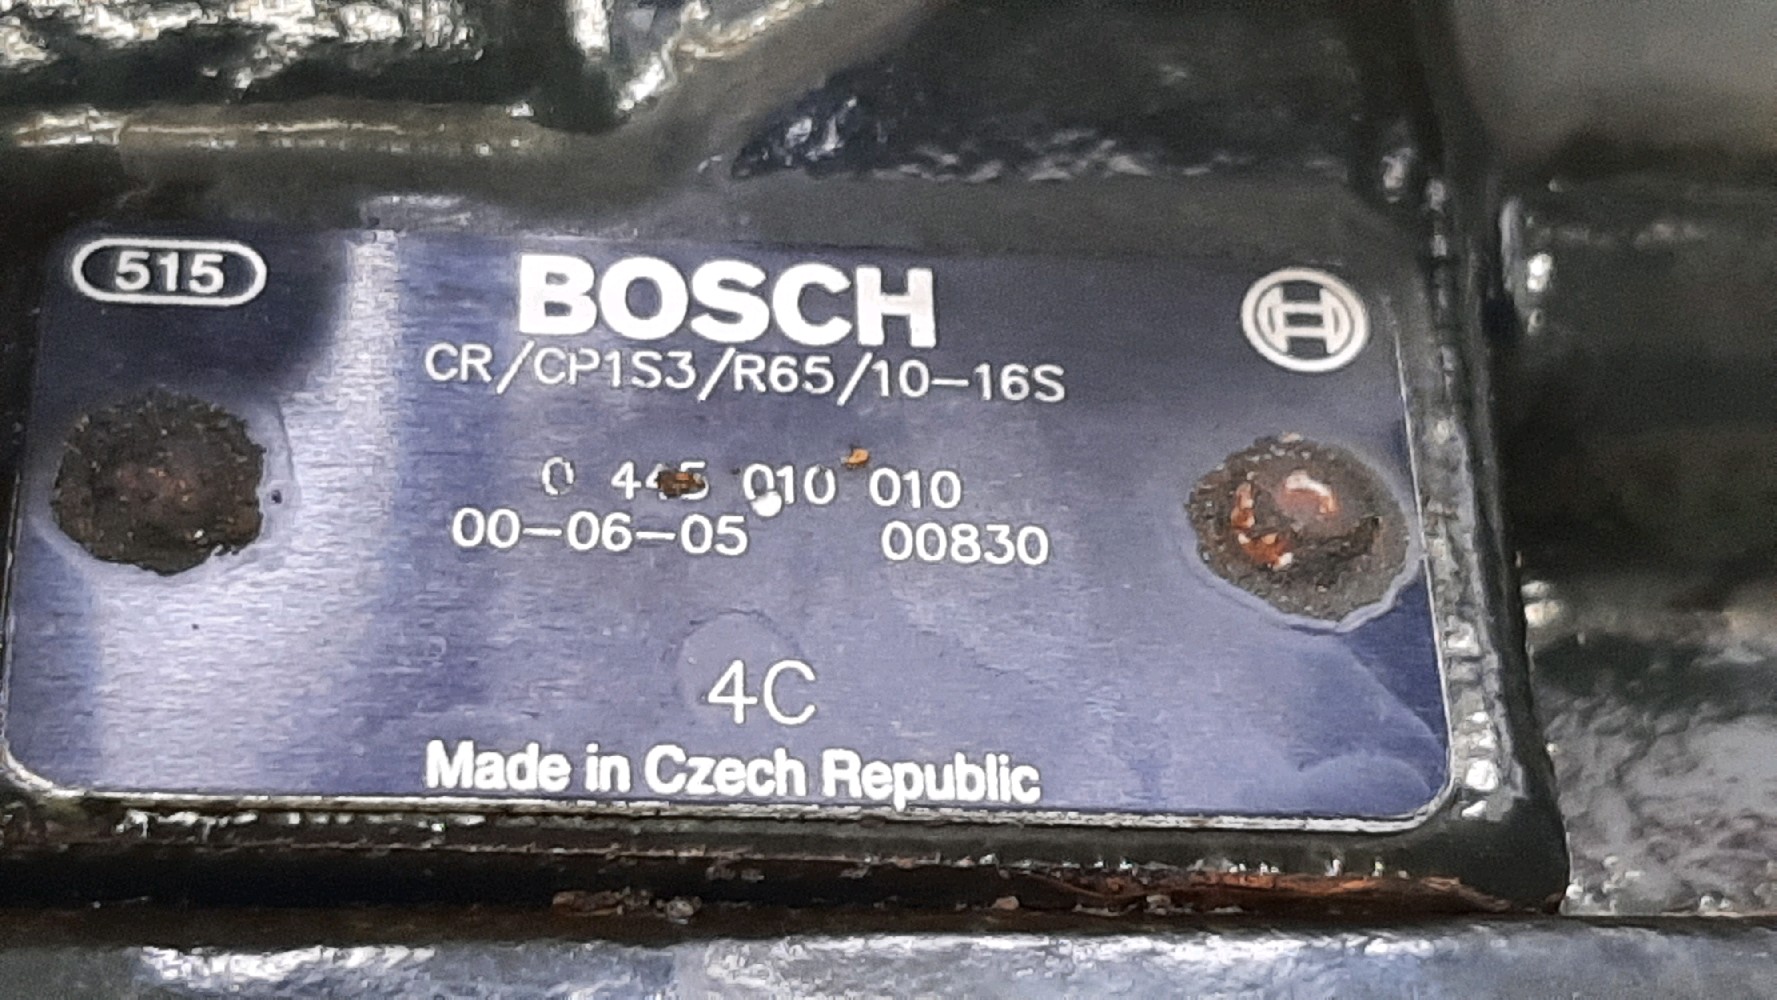 515
BOSCH
CR/CP1S3/R65/10-16S
0 445 010 010
00-06-05 00830
4C
Made in Czech Republic